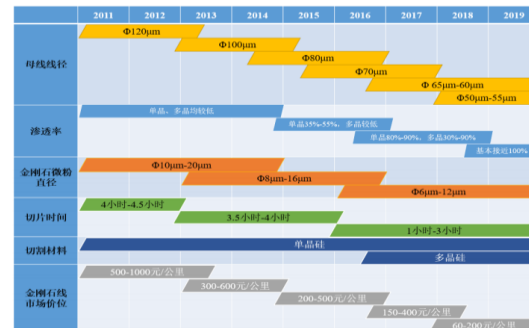 2011 2012 2013 2014 2015 2016 2017 2018 2019
母线线径
Φ120μm
Φ100μm
Φ80μm
Φ70μm
Φ 65μm-60μm
Φ50μm-55μm
渗透率
单晶、多晶均较低
单晶35%-55%、多晶较低
单晶80%-90%、多晶30%-90%
基本接近100%
金刚石微粉
直径
Φ10μm-20μm
Φ8μm-16μm
Φ6μm-12μm
切片时间
4小时-4.5小时
3.5小时-4小时
1小时-3小时
切割材料
单晶硅
多晶硅
金刚石线
市场价位
500-1000元/公里
300-600元/公里
200-500元/公里
150-400元/公里
60-200元/公里